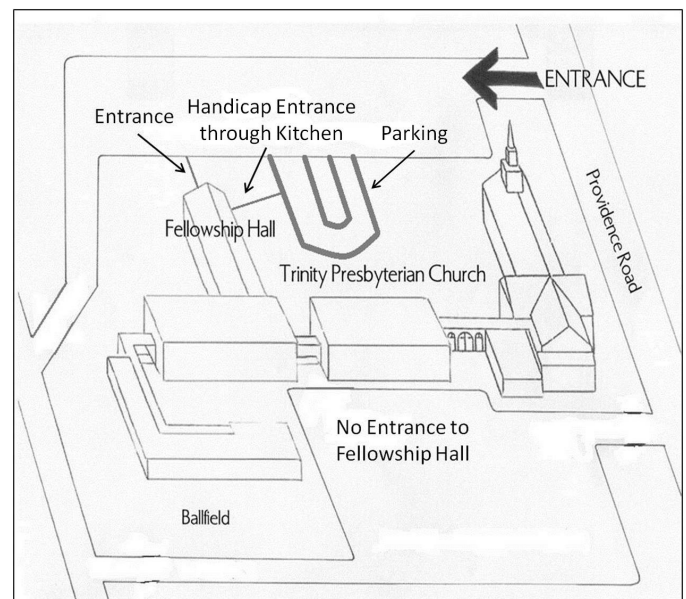 ENTRANCE
Entrance
Handicap Entrance
through Kitchen
Parking
Providence Road
Fellowship Hall
Trinity Presbyterian Church
No Entrance to
Fellowship Hall
Ballfield